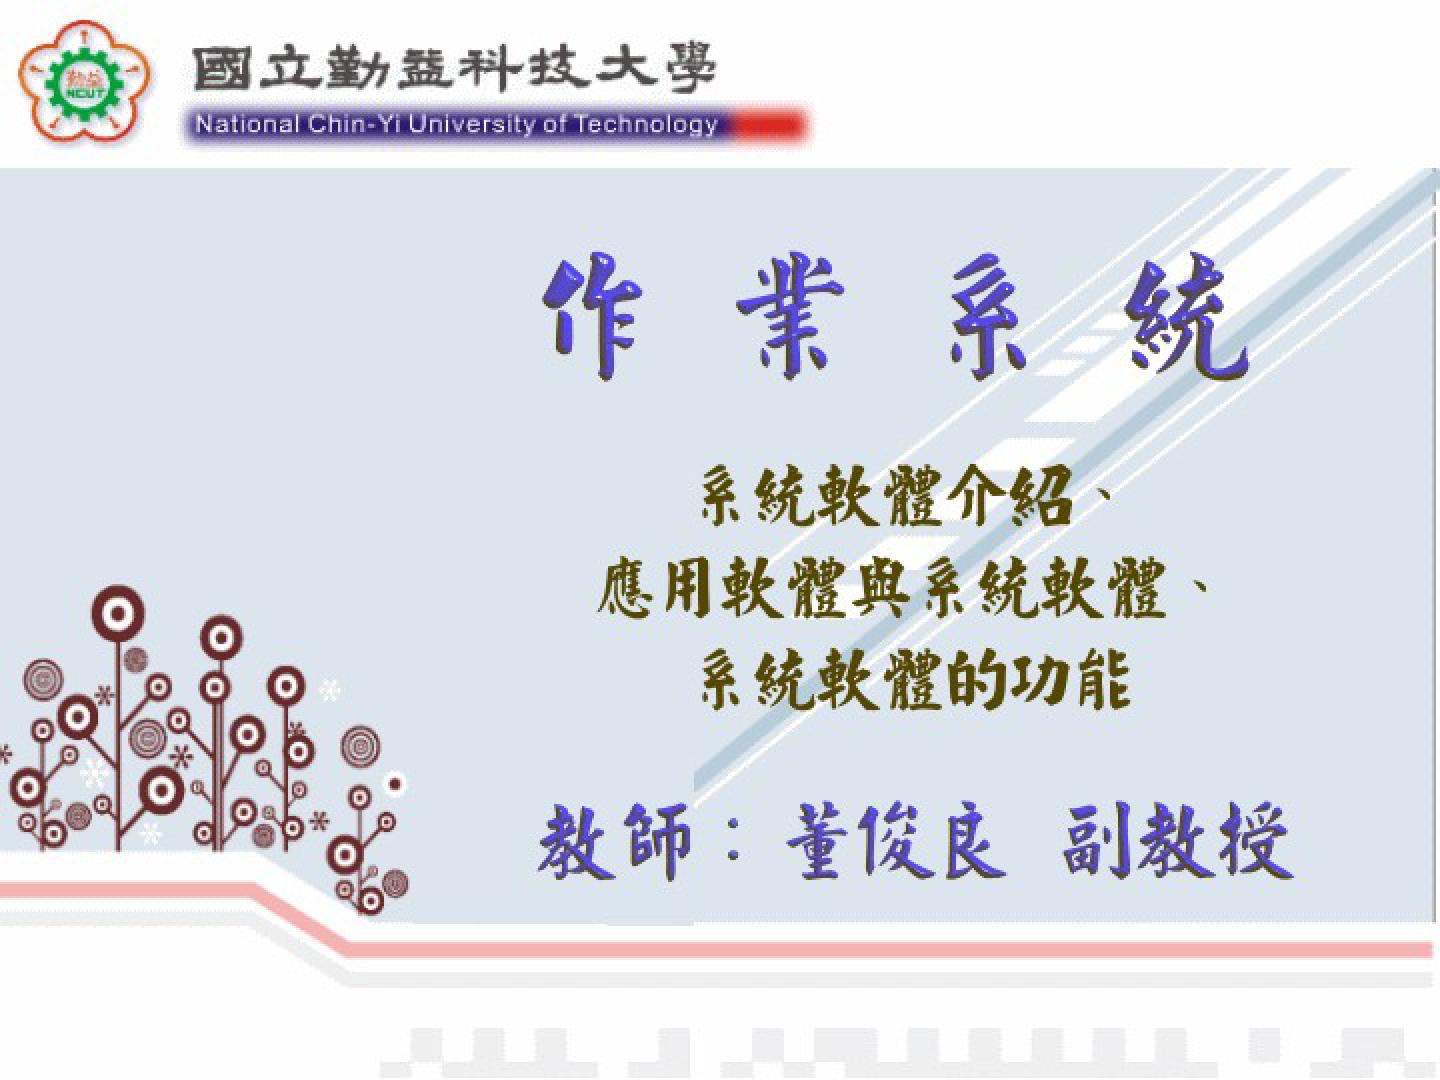 勤益
NCUT
國立勤益科技大學
National Chin-Yi University of Technology
作業系統
系統軟體介紹、
應用軟體與系統軟體、
系統軟體的功能
教師：董俊良 副教授